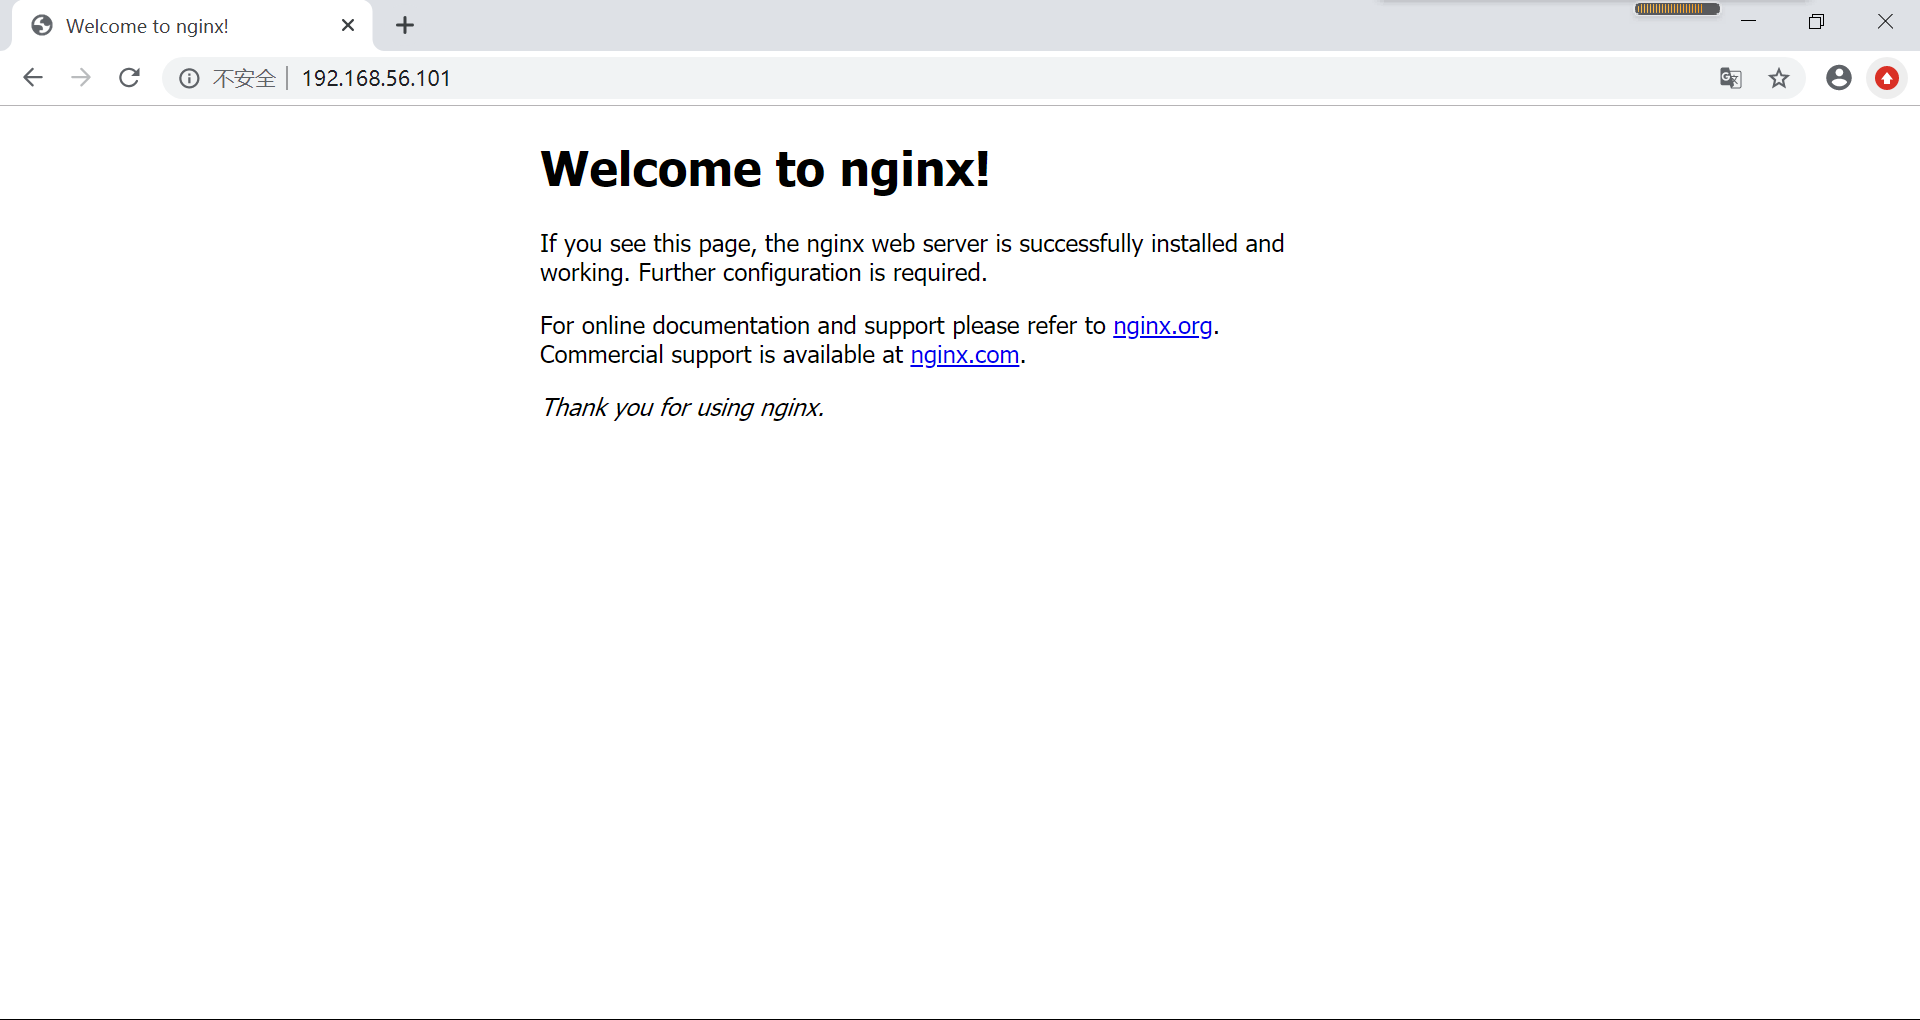 Welcome to nginx!
不安全 192.168.56.101
Welcome to nginx!
If you see this page, the nginx web server is successfully installed and
working. Further configuration is required.
For online documentation and support please refer to nginx.org.
Commercial support is available at nginx.com.
Thank you for using nginx.